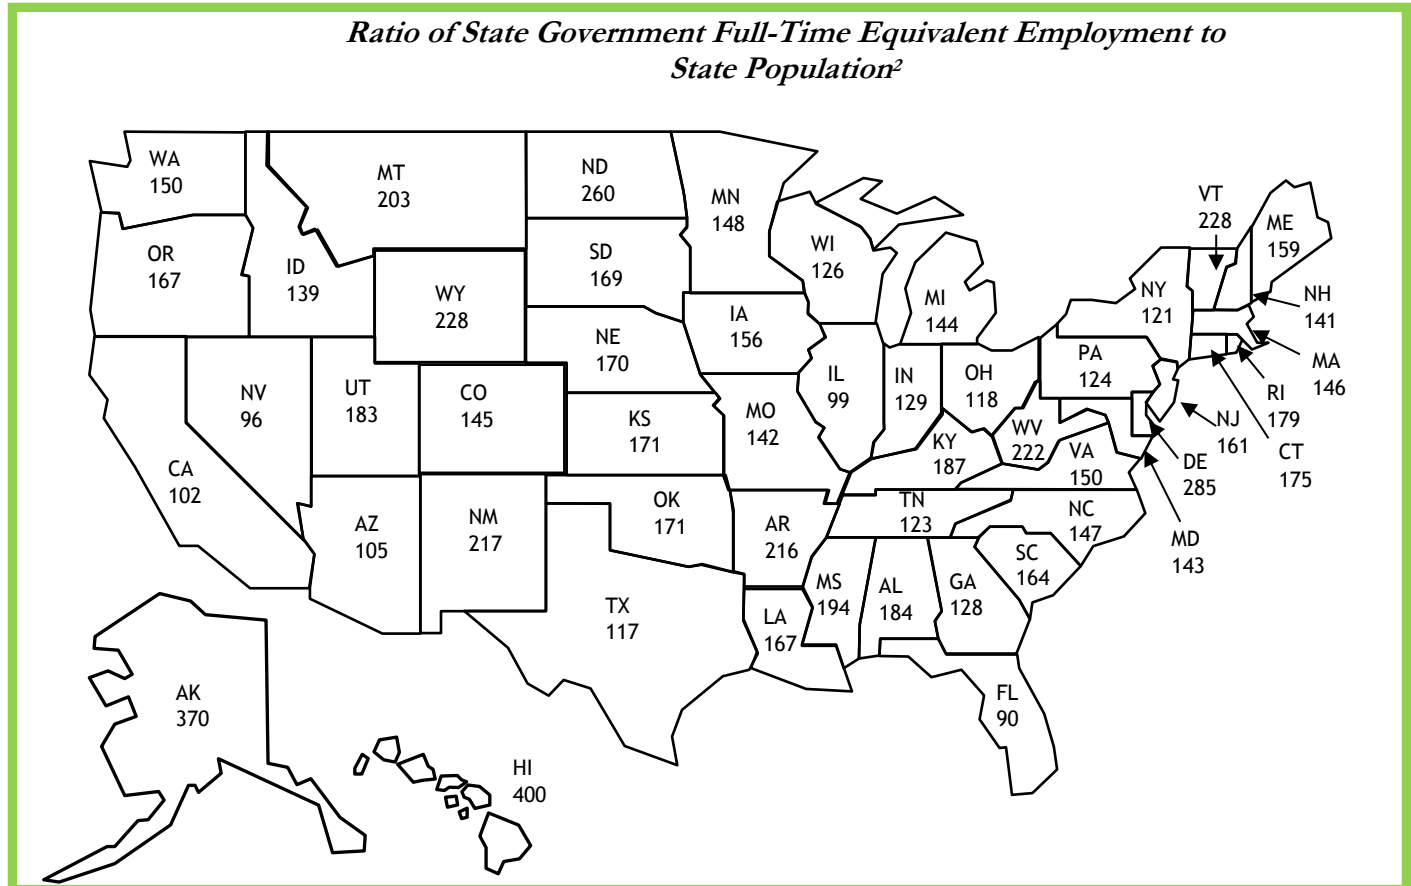 Ratio of State Government Full-Time Equivalent Employment to
State Population²
WA
150
MT
203
ND
260
MN
148
VT
228
ME
159
OR
167
ID
139
SD
169
WI
126
WY
228
MI
144
NY
121
NH
141
IA
156
NE
170
PA
124
MA
146
NV
96
UT
183
CO
145
IL
99
IN
129
OH
118
RI
179
MO
142
KS
171
WV
222
NJ
161
KY
187
VA
150
CT
175
DE
285
CA
102
OK
171
TN
123
NC
147
AZ
105
NM
217
AR
216
MD
143
SC
164
MS
194
AL
184
GA
128
TX
117
LA
167
FL
90
AK
370
HI
400